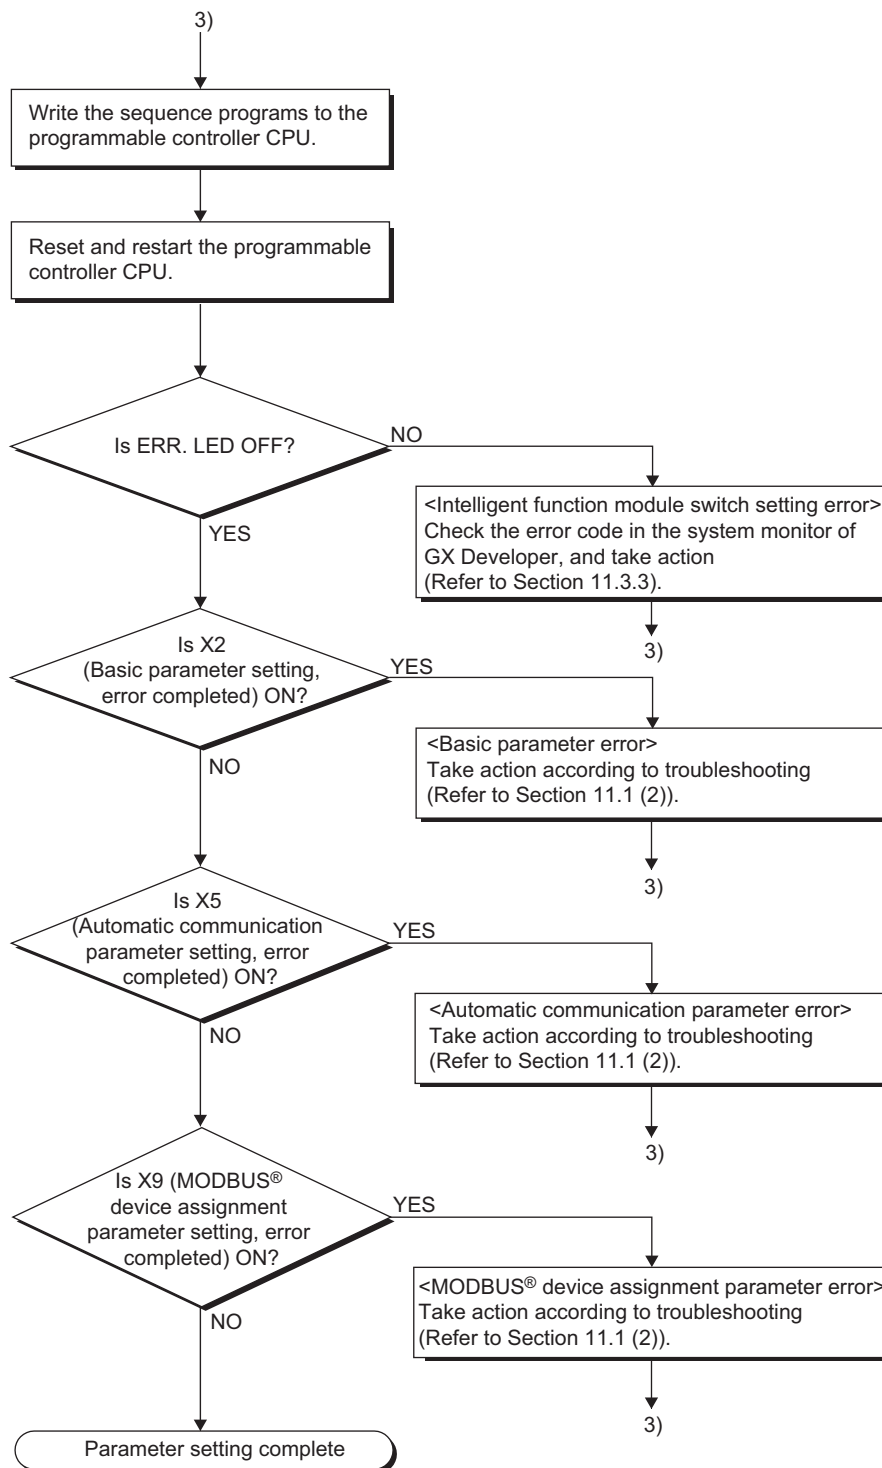 3)
Write the sequence programs to the
programmable controller CPU.
Reset and restart the programmable
controller CPU.
Is ERR. LED OFF?
NO
<Intelligent function module switch setting error>
Check the error code in the system monitor of
GX Developer, and take action
(Refer to Section 11.3.3).
3)
YES
Is X2
(Basic parameter setting,
error completed) ON?
YES
<Basic parameter error>
Take action according to troubleshooting
(Refer to Section 11.1 (2)).
3)
NO
Is X5
(Automatic communication
parameter setting, error
completed) ON?
YES
<Automatic communication parameter error>
Take action according to troubleshooting
(Refer to Section 11.1 (2)).
3)
NO
Is X9 (MODBUS®
device assignment
parameter setting, error
completed) ON?
YES
<MODBUS® device assignment parameter error>
Take action according to troubleshooting
(Refer to Section 11.1 (2)).
3)
NO
Parameter setting complete